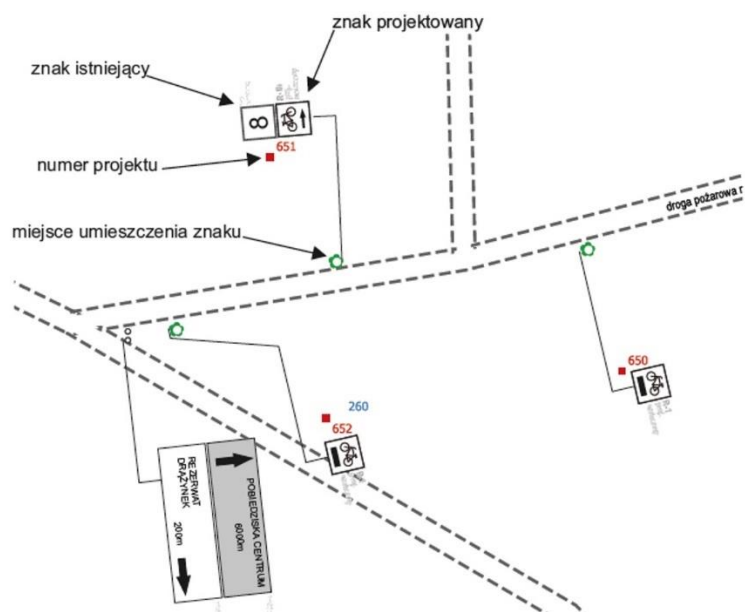 znak projektowany
znak istniejący
8
numer projektu
651
miejsce umieszczenia znaku
droga pożarowa
650
260
652
REZERWAT
DRĄŻYNEK
200m
POBIEDZISKA CENTRUM
6000m